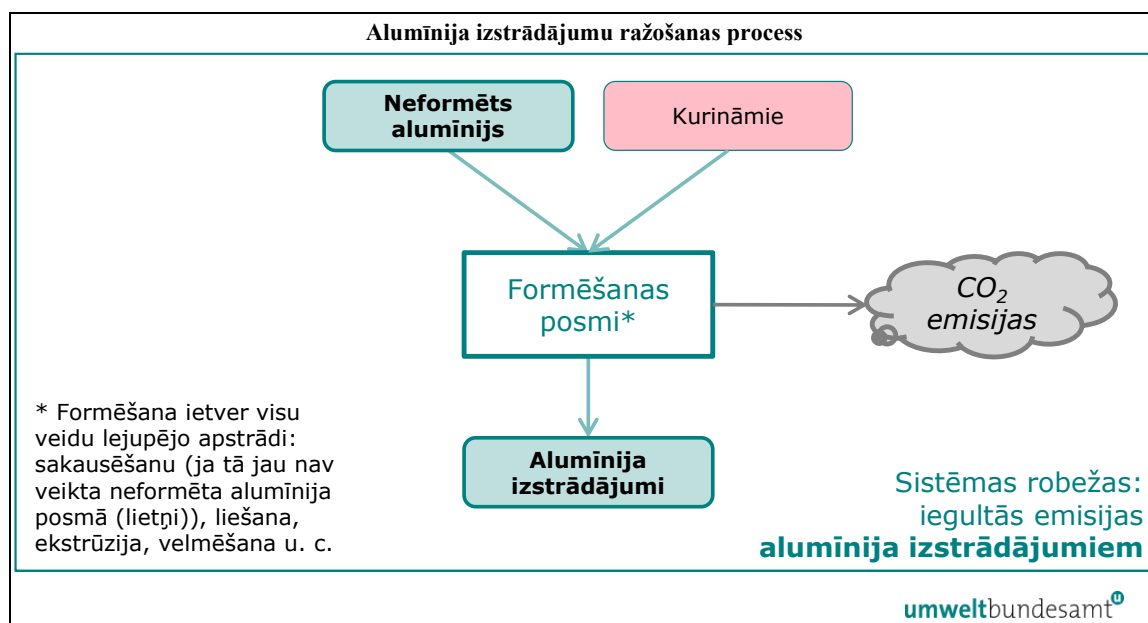 Alumīnija izstrādājumu ražošanas process
Neformēts
alumīnijs
Kurināmie
Formēšanas
posmi*
CO₂
emisijas
Alumīnija
izstrādājumi
* Formēšana ietver visu
veidu lejupējo apstrādi:
sakausēšanu (ja tā jau nav
veikta neformēta alumīnija
posmā (lietņi)), liešana,
ekstrūzija, velmēšana u. c.
Sistēmas robežas:
iegultās emisijas
alumīnija izstrādājumiem
umweltbundesamt u